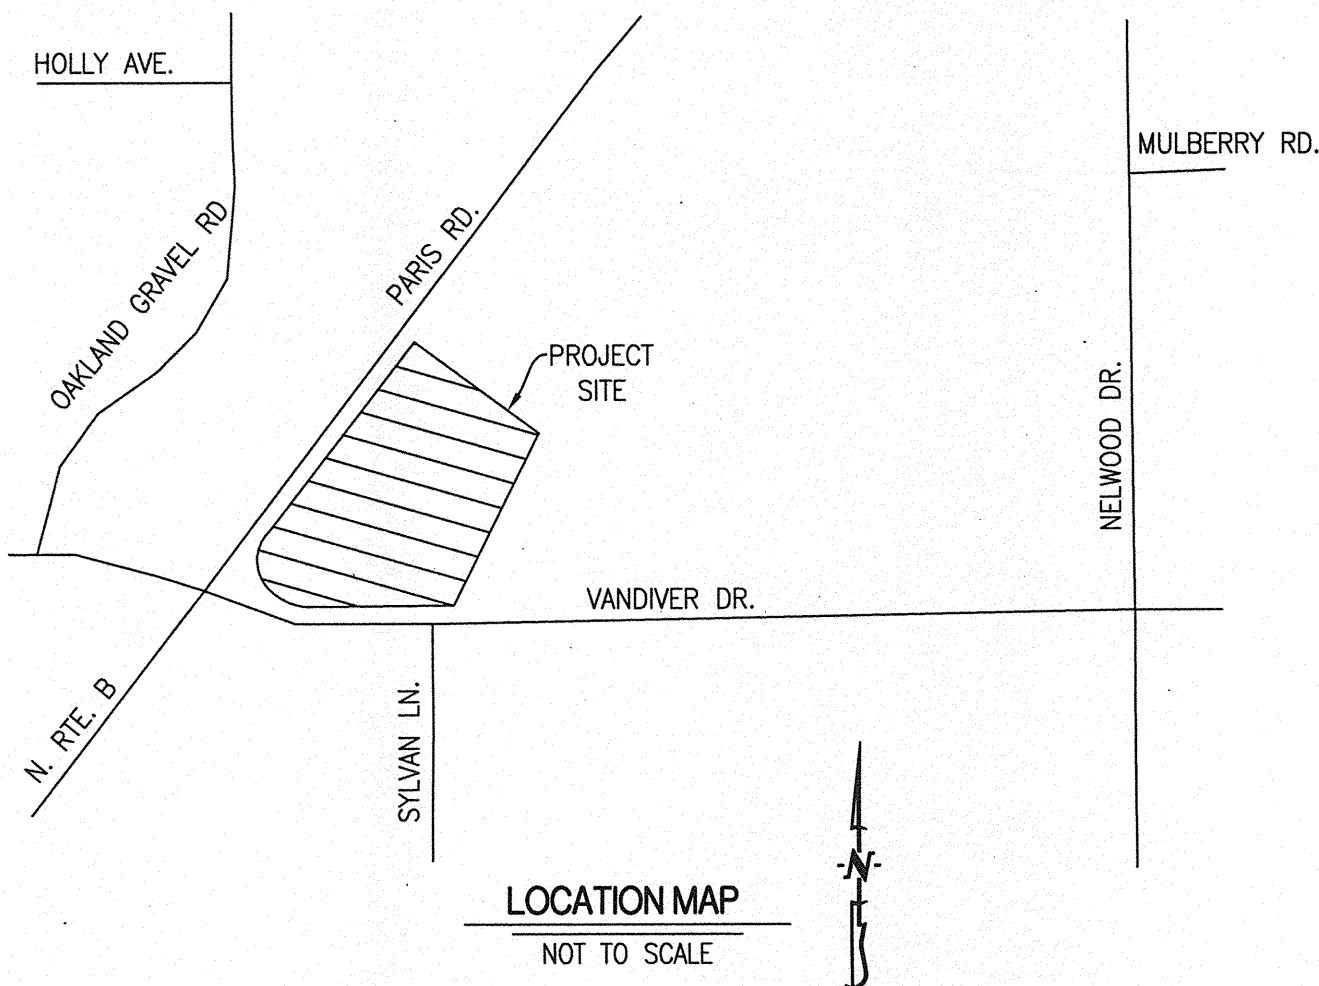 HOLLY AVE.
MULBERRY RD.
OAKLAND GRAVEL RD
PARIS RD.
PROJECT
SITE
NELWOOD DR.
VANDIVER DR.
N. RTE. B
SYLVAN LN.
N
LOCATION MAP
NOT TO SCALE